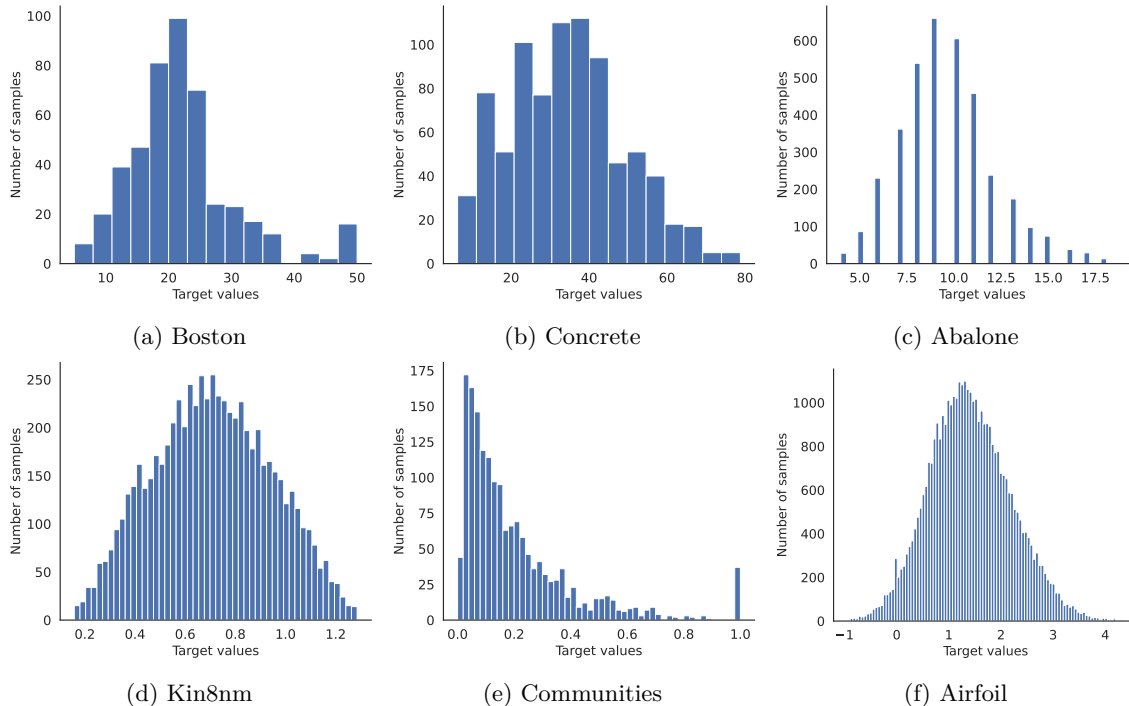 100
80
60
40
20
0
Number of samples
10 20 30 40 50
Target values
(a) Boston
100
80
60
40
20
0
Number of samples
20 40 60 80
Target values
(b) Concrete
600
500
400
300
200
100
0
Number of samples
5.0 7.5 10.0 12.5 15.0 17.5
Target values
(c) Abalone
250
200
150
100
50
0
Number of samples
0.2 0.4 0.6 0.8 1.0 1.2
Target values
(d) Kin8nm
175
150
125
100
75
50
25
0
Number of samples
0.0 0.2 0.4 0.6 0.8 1.0
Target values
(e) Communities
1000
800
600
400
200
0
Number of samples
−1 0 1 2 3 4
Target values
(f) Airfoil